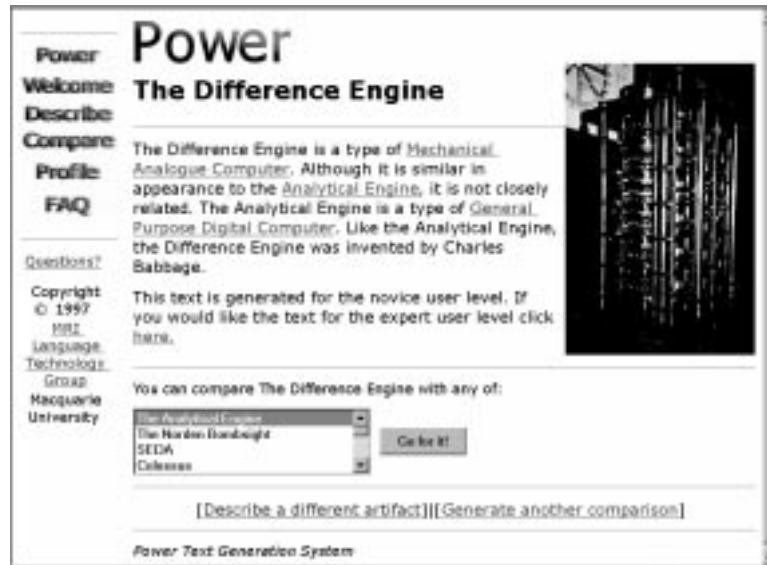 Power
Welcome
Describe
Compare
Profile
FAQ
Questions?
Copyright
© 1997
MRI
Language
Technology
Group
Macquarie
University
Power
The Difference Engine
The Difference Engine is a type of Mechanical
Analogue Computer. Although it is similar in
appearance to the Analytical Engine, it is not closely
related. The Analytical Engine is a type of General
Purpose Digital Computer. Like the Analytical Engine,
the Difference Engine was invented by Charles
Babbage.
This text is generated for the novice user level. If
you would like the text for the expert user level click
here.
You can compare The Difference Engine with any of:
The Analytical Engine
The Norden Bombsight
SEDA
Colossus
Go for it!
[Describe a different artifact]|[Generate another comparison]
Power Text Generation System